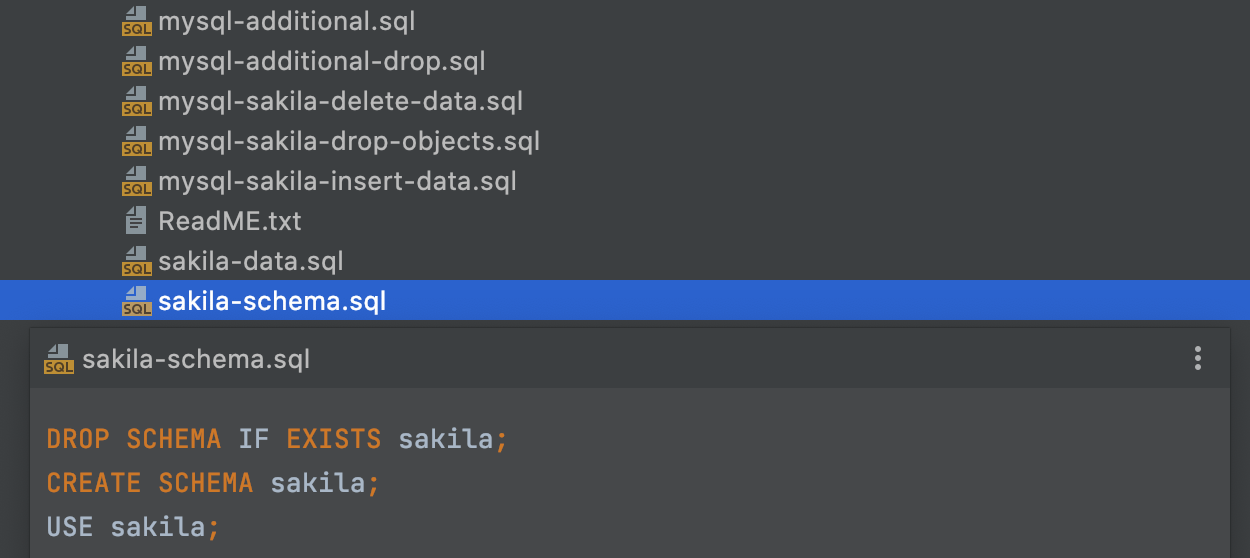 SQL mysql-additional.sql
SQL mysql-additional-drop.sql
SQL mysql-sakila-delete-data.sql
SQL mysql-sakila-drop-objects.sql
SQL mysql-sakila-insert-data.sql
ReadME.txt
SQL sakila-data.sql
SQL sakila-schema.sql
SQL sakila-schema.sql
DROP SCHEMA IF EXISTS sakila;
CREATE SCHEMA sakila;
USE sakila;